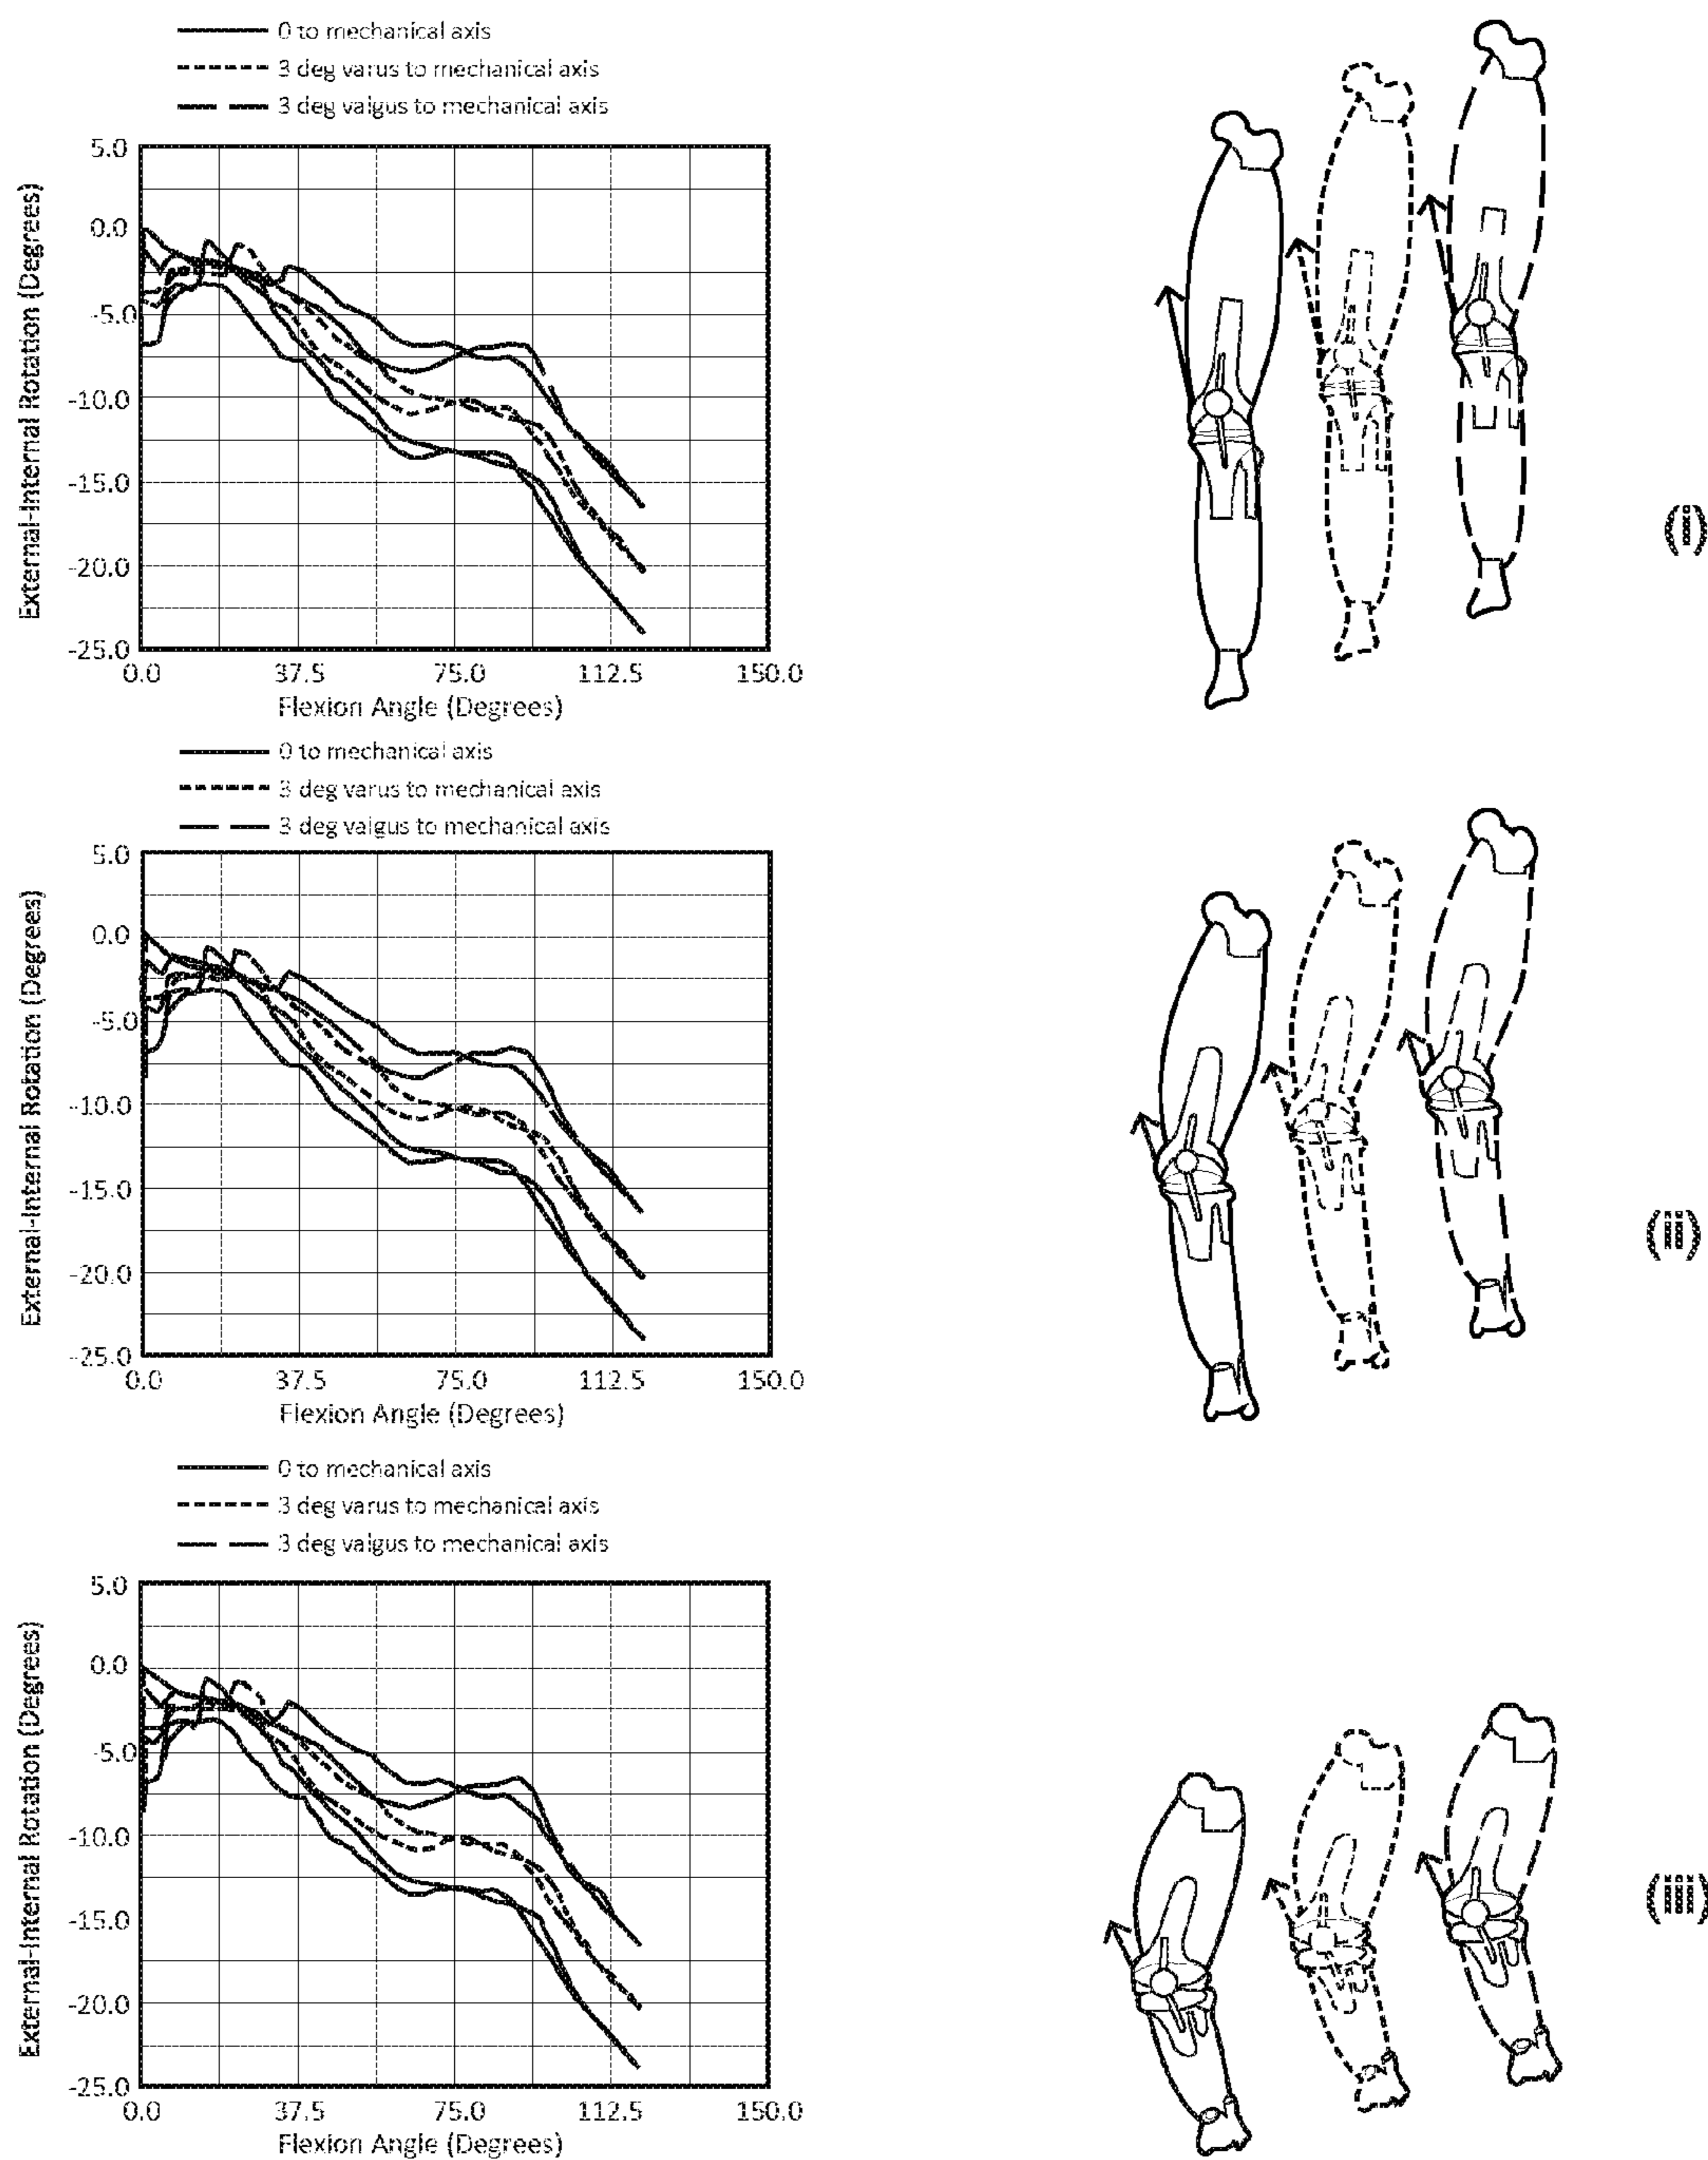 0 to mechanical axis
3 deg varus to mechanical axis
3 deg valgus to mechanical axis
External-Internal Rotation (Degrees)
5.0
0.0
-5.0
-10.0
-15.0
-20.0
-25.0
0.0 37.5 75.0 112.5 150.0
Flexion Angle (Degrees)
(i)
0 to mechanical axis
3 deg varus to mechanical axis
3 deg valgus to mechanical axis
External-Internal Rotation (Degrees)
5.0
0.0
-5.0
-10.0
-15.0
-20.0
-25.0
0.0 37.5 75.0 112.5 150.0
Flexion Angle (Degrees)
(ii)
0 to mechanical axis
3 deg varus to mechanical axis
3 deg valgus to mechanical axis
External-Internal Rotation (Degrees)
5.0
0.0
-5.0
-10.0
-15.0
-20.0
-25.0
0.0 37.5 75.0 112.5 150.0
Flexion Angle (Degrees)
(iii)